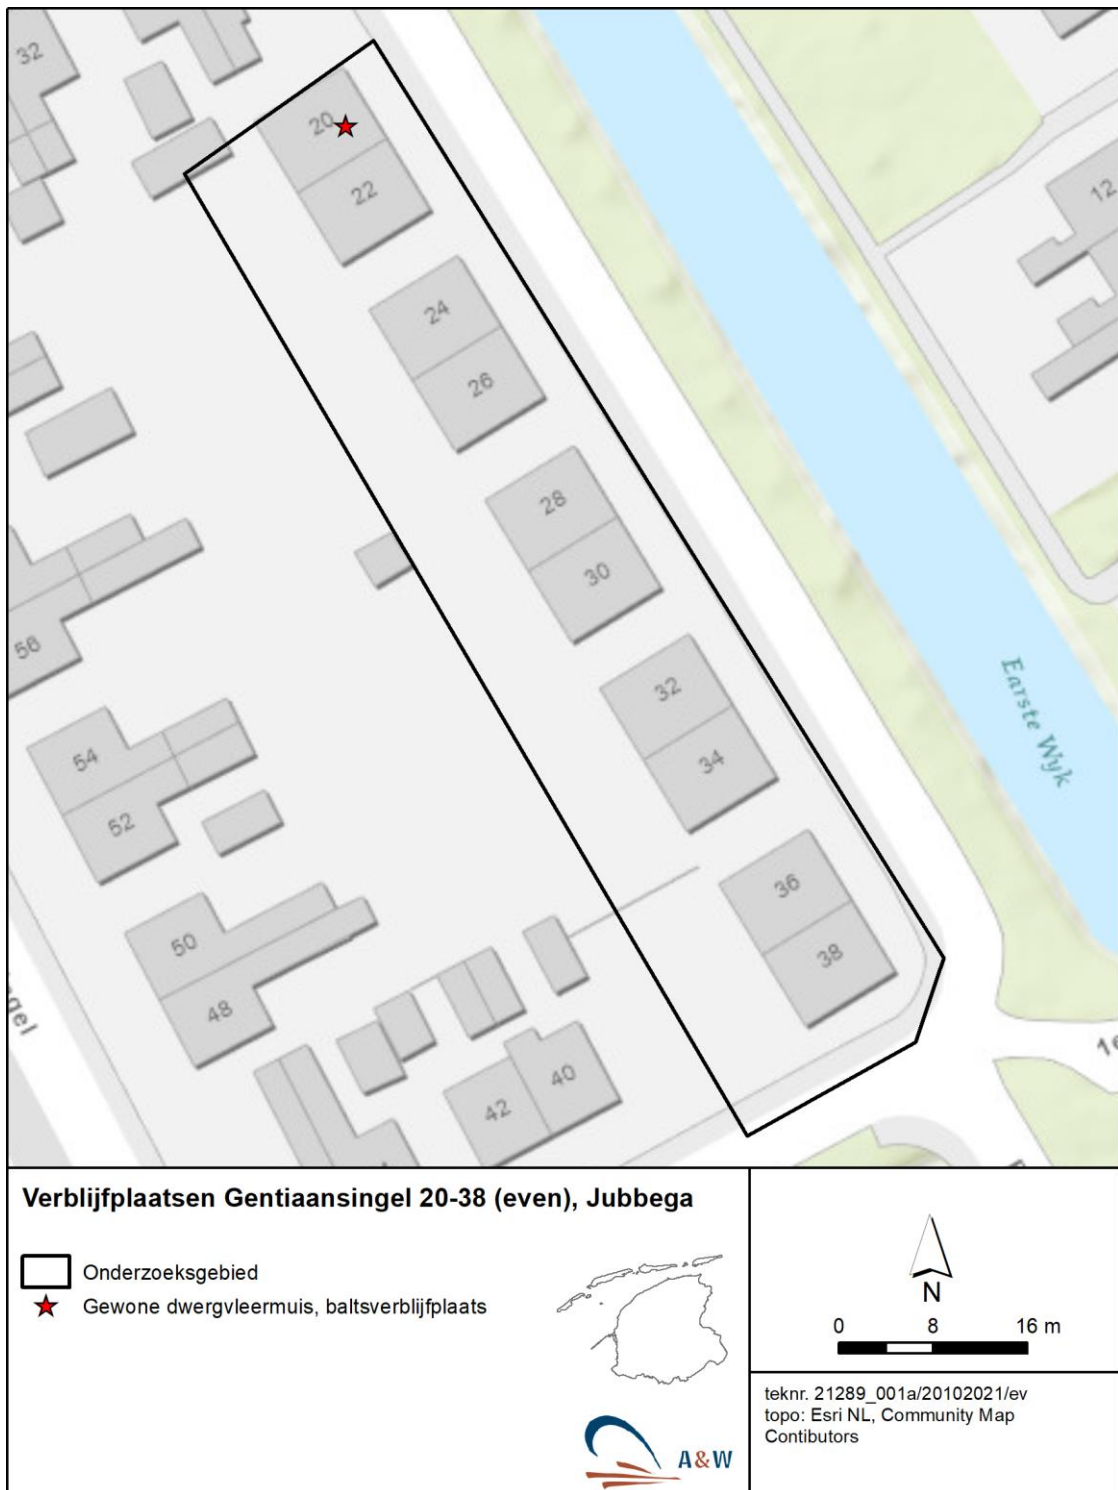 32
20
22
24
26
28
30
12
56
32
34
54
52
Earste Wyk
36
38
50
48
40
42
Verblijfplaatsen Gentiaansingel 20-38 (even), Jubbega
Onderzoeksgebied
Gewone dwergvleermuis, baltsverblijfplaats
N
0 8 16 m
teknr. 21289_001a/20102021/ev
topo: Esri NL, Community Map
Contibutors
A&W